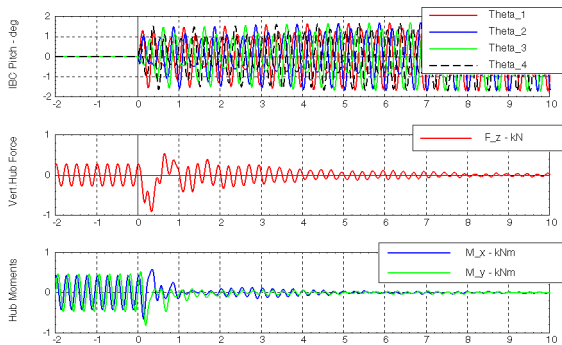 IBC Pitch - deg
2
1
0
-1
-2
Theta_1
Theta_2
Theta_3
Theta_4
-2 -1 0 1 2 3 4 5 6 7 8 9 10
Vert Hub Force
1
0
-1
F_z - kN
-2 -1 0 1 2 3 4 5 6 7 8 9 10
Hub Moments
1
0
-1
M_x - kNm
M_y - kNm
-2 -1 0 1 2 3 4 5 6 7 8 9 10